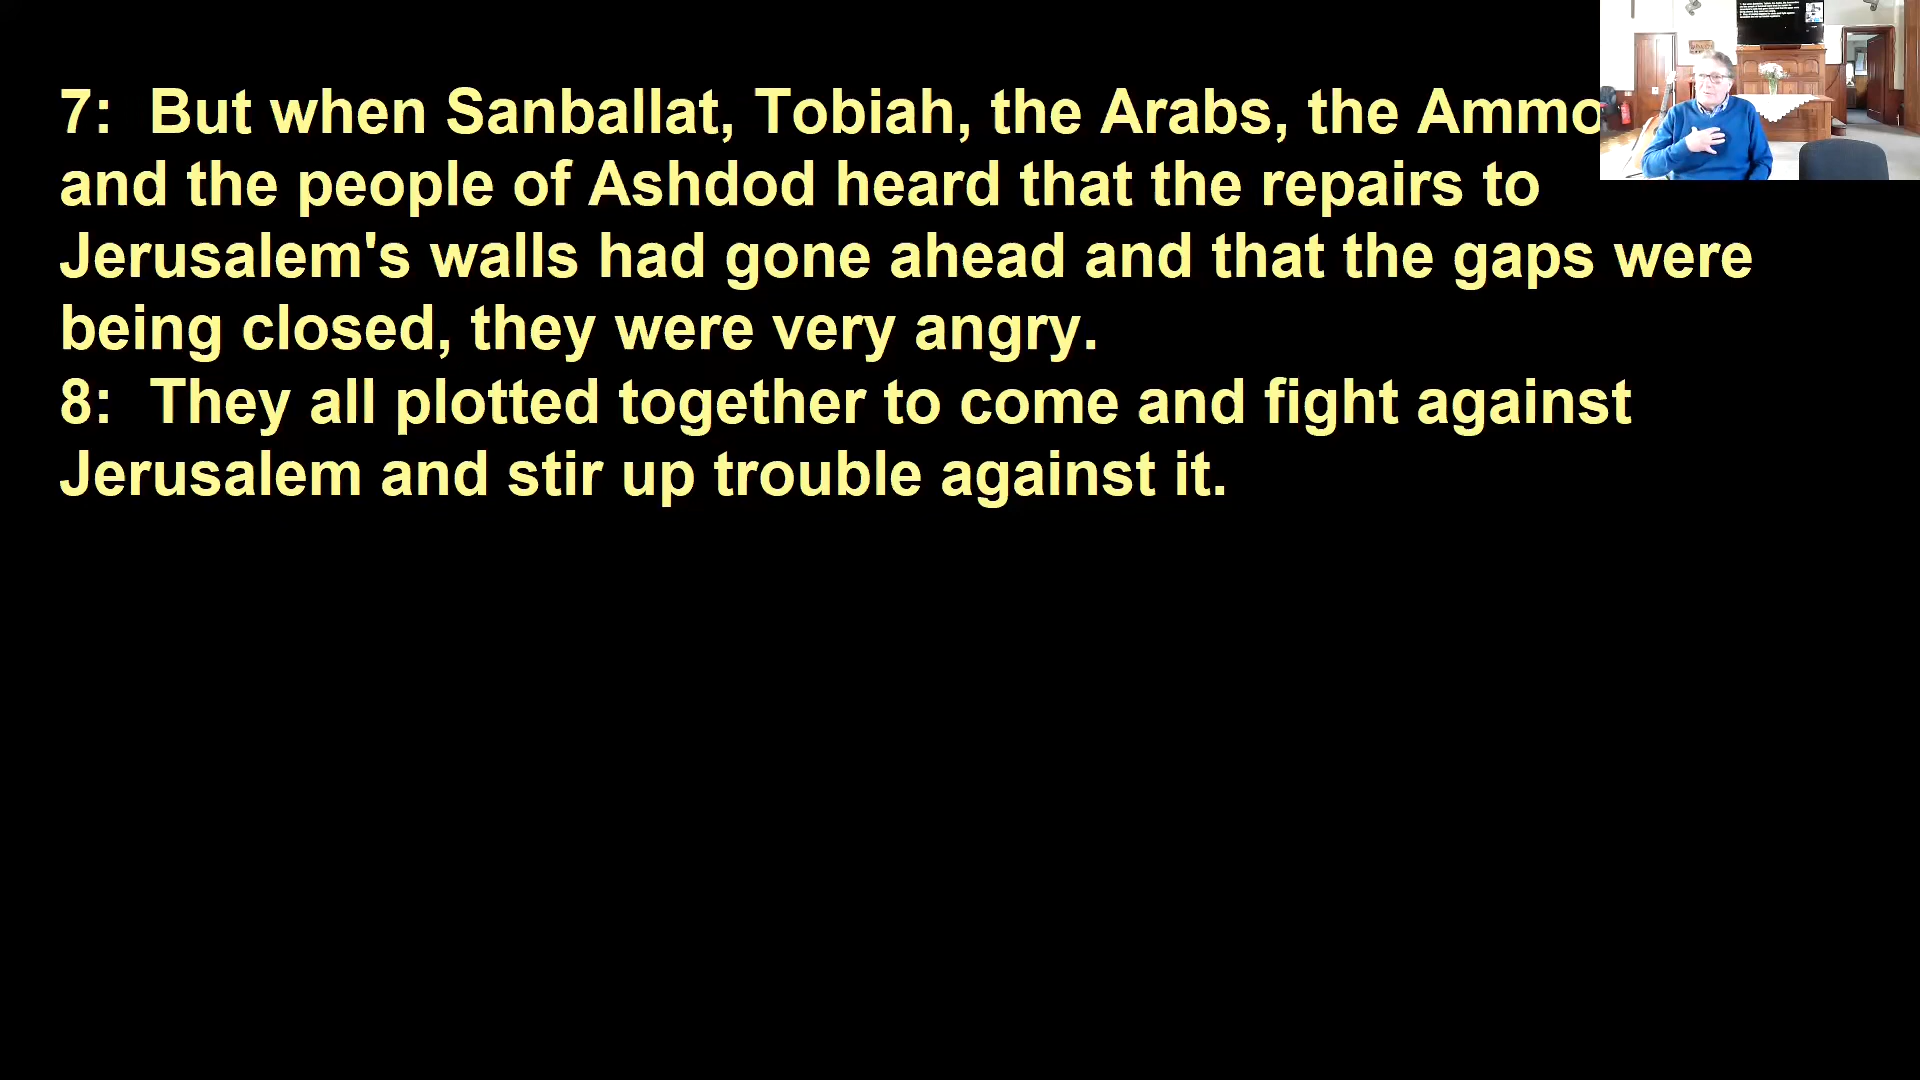 7: But when Sanballat, Tobiah, the Arabs, the Ammo
and the people of Ashdod heard that the repairs to
Jerusalem's walls had gone ahead and that the gaps were
being closed, they were very angry.
8: They all plotted together to come and fight against
Jerusalem and stir up trouble against it.